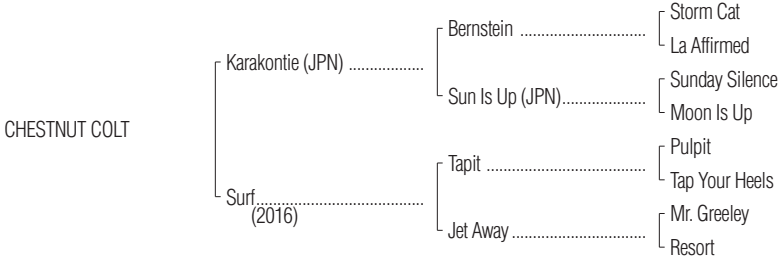 Storm Cat
Bernstein ..............................
La Affirmed
Karakontie (JPN) ..................
Sunday Silence
Sun Is Up (JPN)....................
Moon Is Up
CHESTNUT COLT
Pulpit
Tapit ......................................
Tap Your Heels
Surf........................................
(2016)
Mr. Greeley
Jet Away ................................
Resort